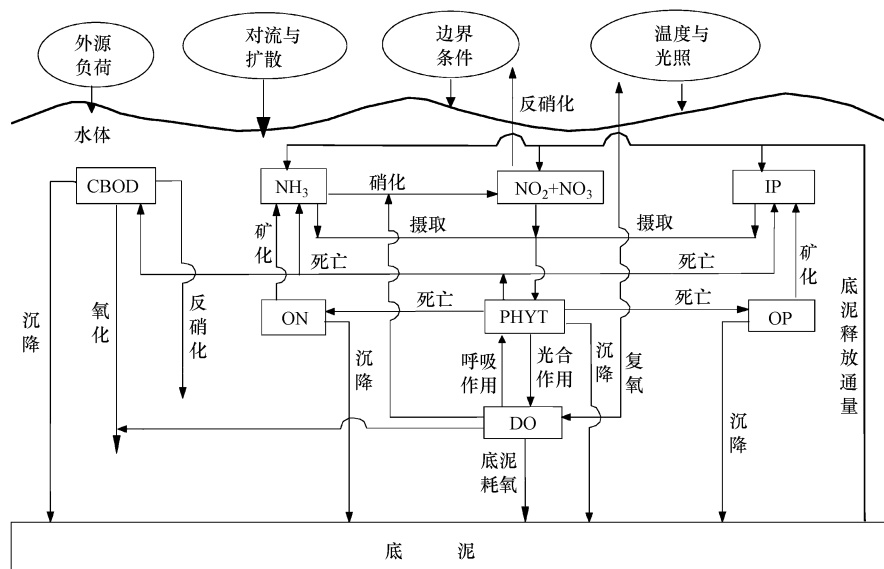 外源
负荷
对流与
扩散
边界
条件
温度与
光照
反硝化
水体
CBOD
NH₃
硝化
NO₂+NO₃
IP
摄取
摄取
矿化
死亡
死亡
矿化
沉降
氧化
反硝化
ON
死亡
PHYT
死亡
OP
底泥释放通量
沉降
呼吸
作用
光合
作用
沉降
复氧
沉降
DO
底泥
耗氧
底 泥